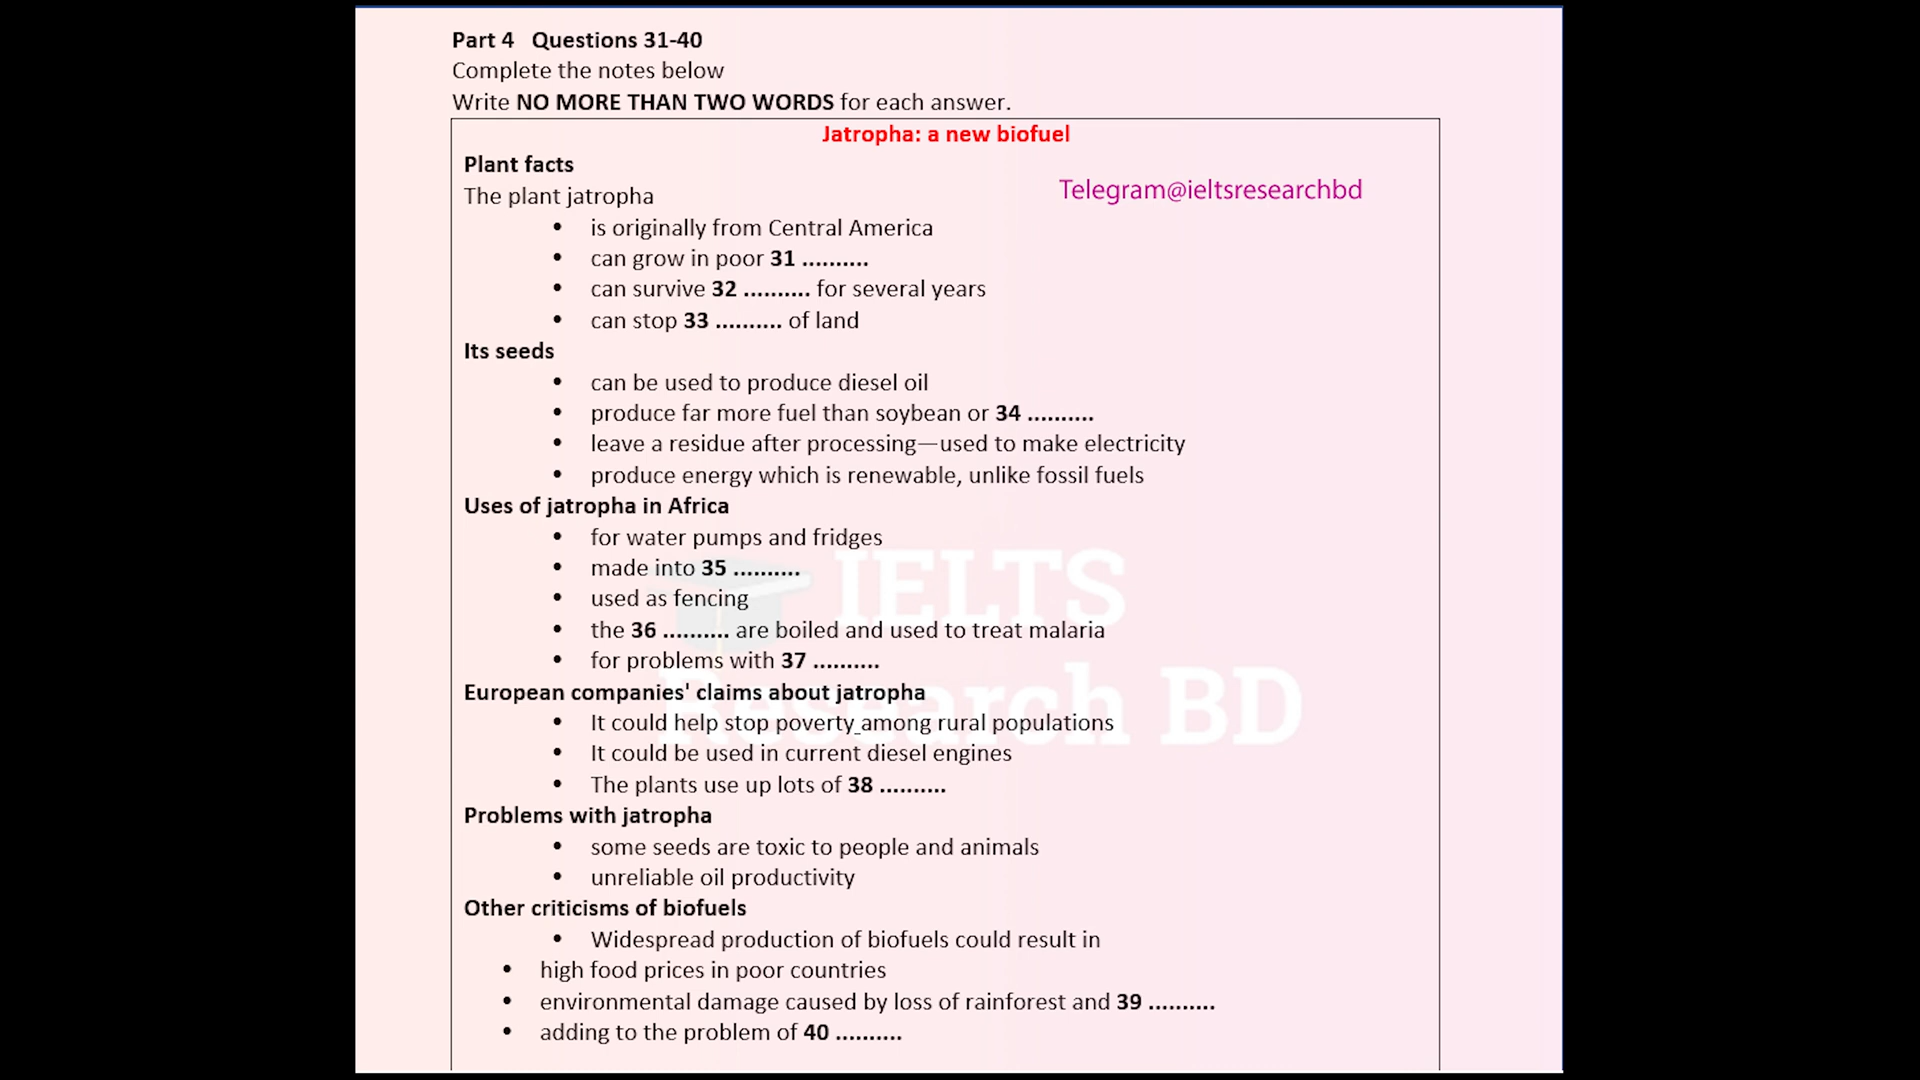 Part 4 Questions 31-40
Complete the notes below
Write NO MORE THAN TWO WORDS for each answer.
Jatropha: a new biofuel
Plant facts
Telegram@ieltsresearchbd
The plant jatropha
• is originally from Central America
• can grow in poor 31 ..........
• can survive 32 .......... for several years
• can stop 33 .......... of land
Its seeds
• can be used to produce diesel oil
• produce far more fuel than soybean or 34 ..........
• leave a residue after processing—used to make electricity
• produce energy which is renewable, unlike fossil fuels
Uses of jatropha in Africa
• for water pumps and fridges
• made into 35 ..........
• used as fencing
• the 36 .......... are boiled and used to treat malaria
• for problems with 37 ..........
European companies' claims about jatropha
• It could help stop poverty_among rural populations
• It could be used in current diesel engines
• The plants use up lots of 38 ..........
Problems with jatropha
• some seeds are toxic to people and animals
• unreliable oil productivity
Other criticisms of biofuels
• Widespread production of biofuels could result in
• high food prices in poor countries
• environmental damage caused by loss of rainforest and 39 ..........
• adding to the problem of 40 ..........
IELTS
Research BD